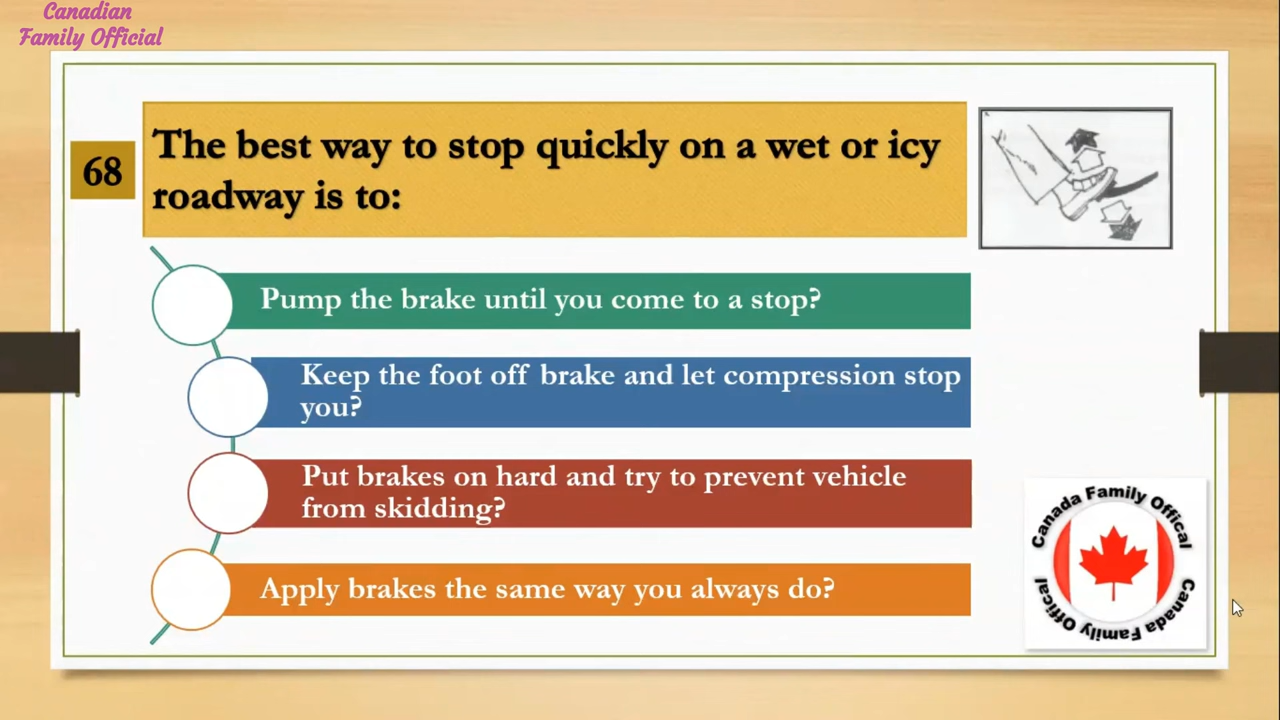 Canadian
Family Official
68
The best way to stop quickly on a wet or icy
roadway is to:
Pump the brake until you come to a stop?
Keep the foot off brake and let compression stop
you?
Put brakes on hard and try to prevent vehicle
from skidding?
Apply brakes the same way you always do?
Canada Family Offical
Canada Family Offical